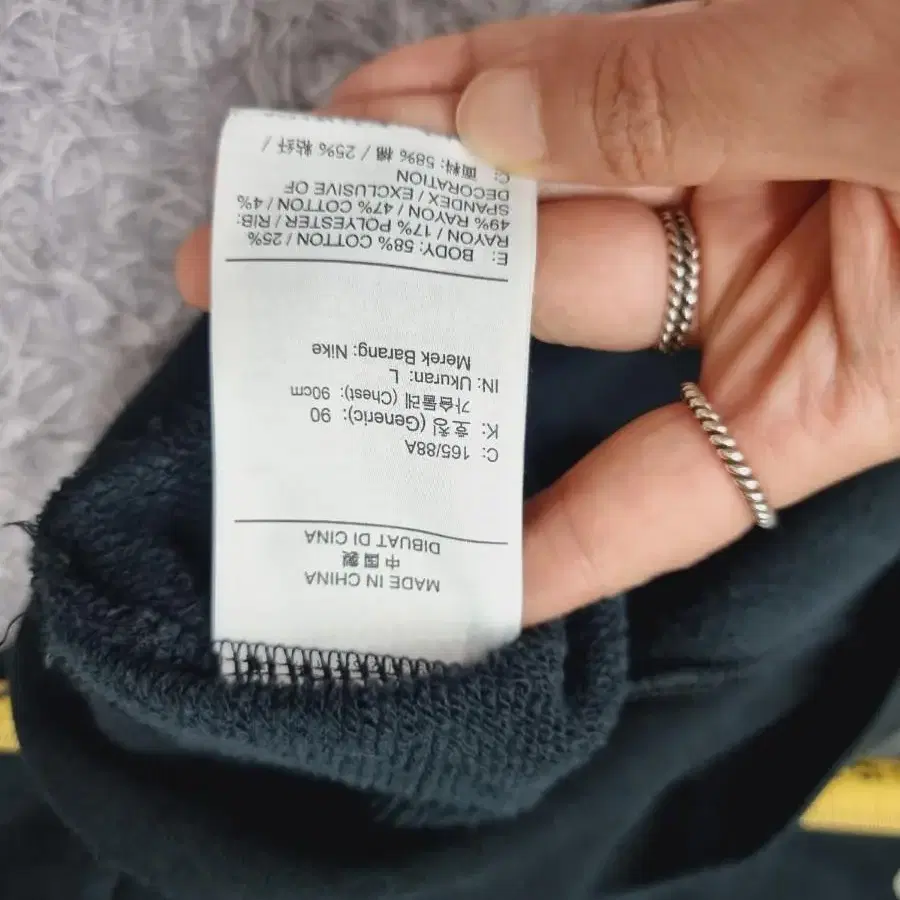 MADE IN CHINA
中国製
DIBUAT DI CINA
C: 165/88A
K: 호칭 (Generic): 90
가슴둘레 (Chest): 90cm
IN: Ukuran: L
Merek Barang: Nike
E: BODY: 58% COTTON / 25%
RAYON / 17% POLYESTER / RIB:
49% RAYON / 47% COTTON / 4%
SPANDEX / EXCLUSIVE OF
DECORATION
C: 面料: 58% 棉 / 25% 粘纤 /